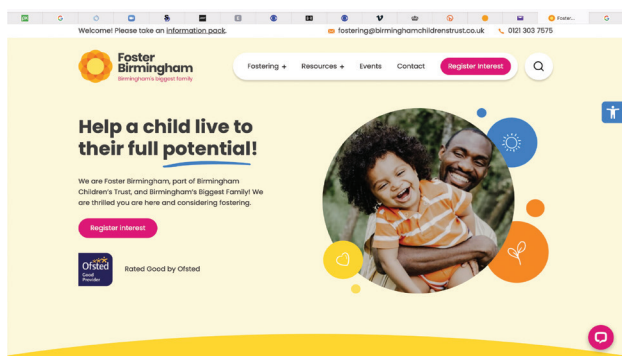 Foster...
Welcome! Please take an information pack.
fostering@birminghamchildrenstrust.co.uk
0121 303 7575
Foster
Birmingham
Birmingham's biggest family
Fostering +
Resources +
Events
Contact
Register Interest
Help a child live to
their full potential!
We are Foster Birmingham, part of Birmingham
Children's Trust, and Birmingham's Biggest Family! We
are thrilled you are here and considering fostering.
Register interest
Ofsted
Good
Provider
Rated Good by Ofsted